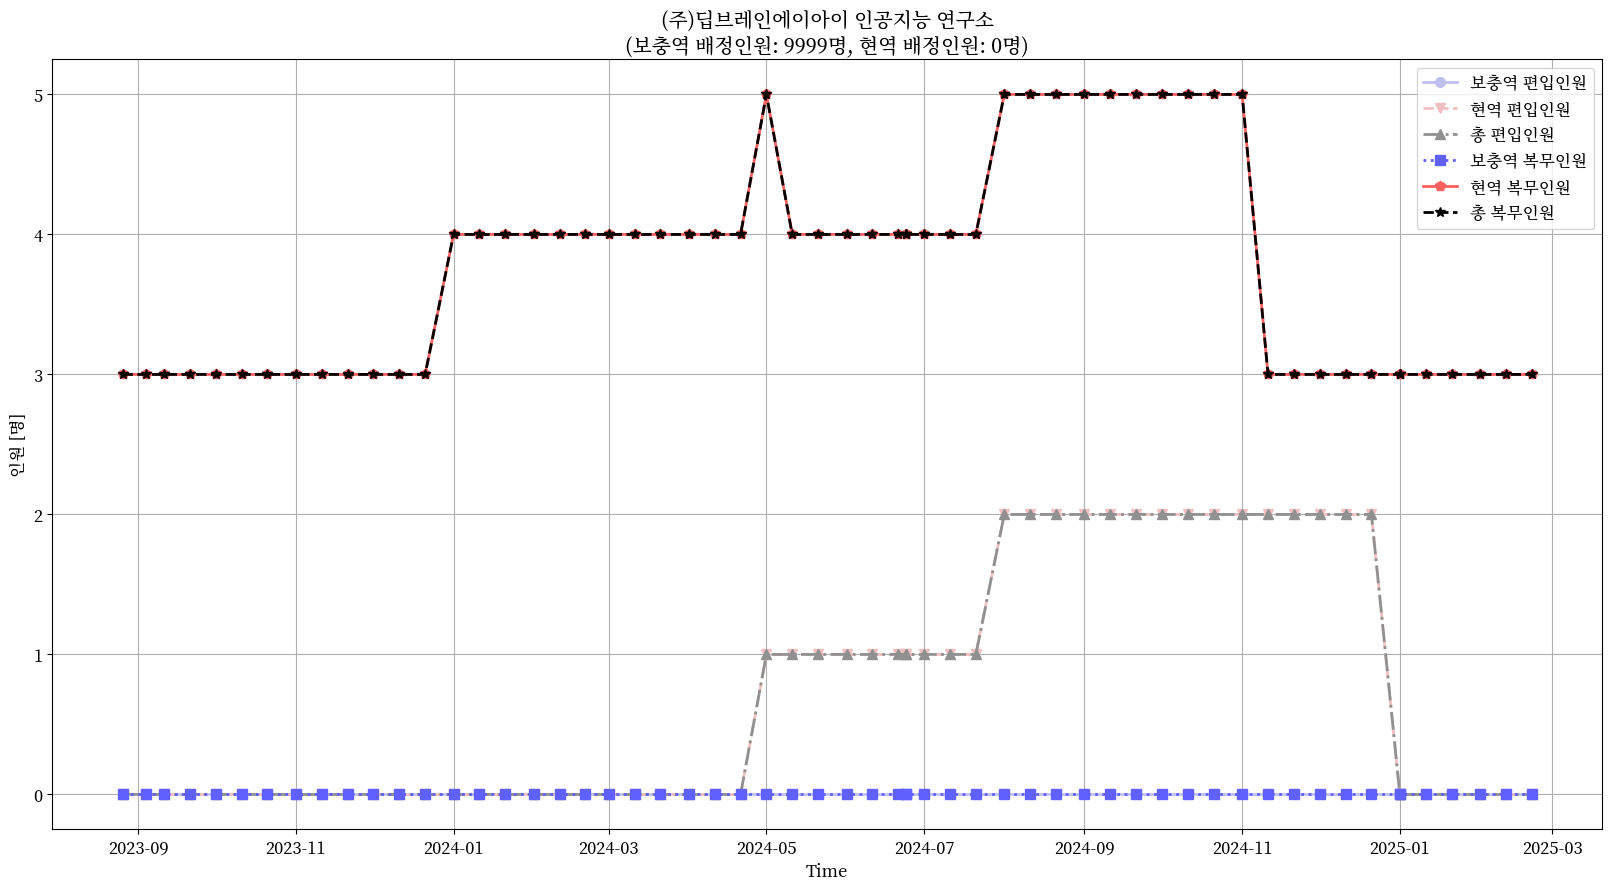 (주)딥브레인에이아이 인공지능 연구소
(보충역 배정인원: 9999명, 현역 배정인원: 0명)
보충역 편입인원
현역 편입인원
총 편입인원
보충역 복무인원
현역 복무인원
총 복무인원
인원 [명]
5
4
3
2
1
0
2023-09
2023-11
2024-01
2024-03
2024-05
2024-07
2024-09
2024-11
2025-01
2025-03
Time